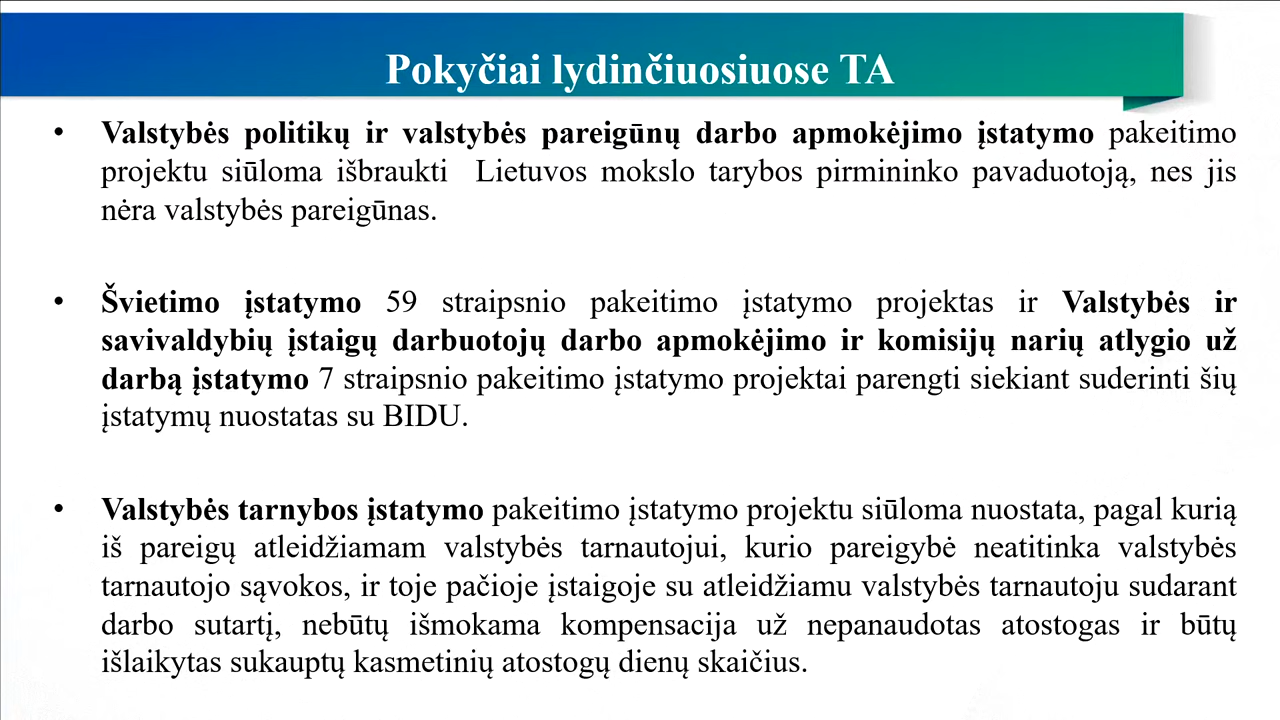 Pokyčiai lydinčiuosiuose TA
• Valstybės politikų ir valstybės pareigūnų darbo apmokėjimo įstatymo pakeitimo
projektu siūloma išbraukti Lietuvos mokslo tarybos pirmininko pavaduotoją, nes jis
nėra valstybės pareigūnas.
• Švietimo įstatymo 59 straipsnio pakeitimo įstatymo projektas ir Valstybės ir
savivaldybių įstaigų darbuotojų darbo apmokėjimo ir komisijų narių atlygio už
darbą įstatymo 7 straipsnio pakeitimo įstatymo projektai parengti siekiant suderinti šių
įstatymų nuostatas su BIDU.
• Valstybės tarnybos įstatymo pakeitimo įstatymo projektu siūloma nuostata, pagal kurią
iš pareigų atleidžiamam valstybės tarnautojui, kurio pareigybė neatitinka valstybės
tarnautojo sąvokos, ir toje pačioje įstaigoje su atleidžiamu valstybės tarnautoju sudarant
darbo sutartį, nebūtų išmokama kompensacija už nepanaudotas atostogas ir būtų
išlaikytas sukauptų kasmetinių atostogų dienų skaičius.